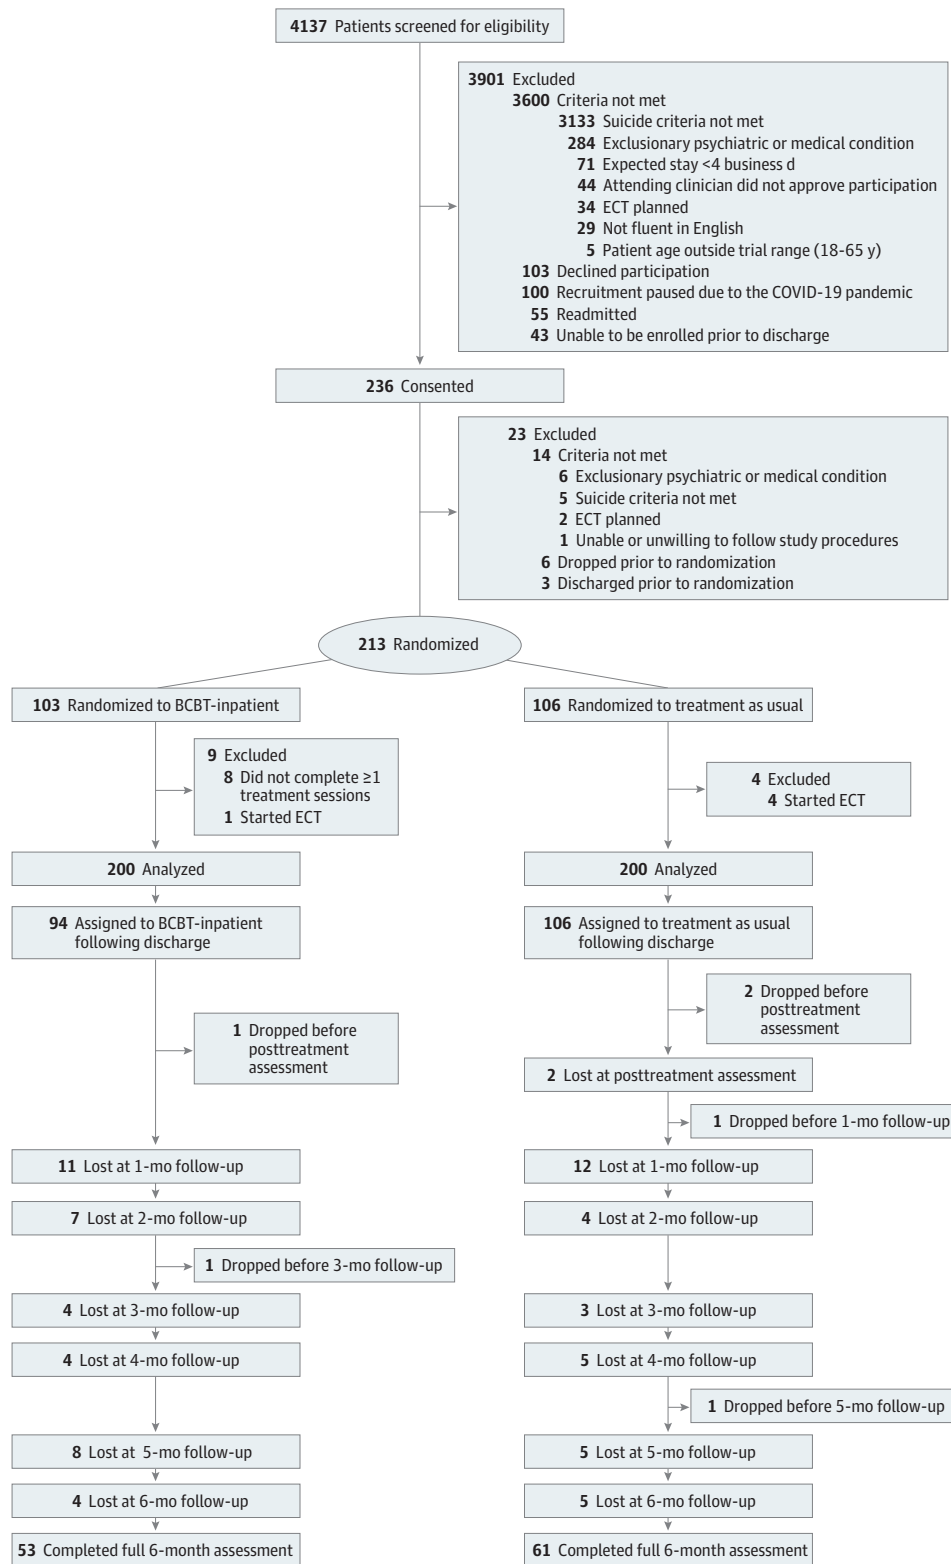 4137 Patients screened for eligibility
3901 Excluded
3600 Criteria not met
3133 Suicide criteria not met
284 Exclusionary psychiatric or medical condition
71 Expected stay <4 business d
44 Attending clinician did not approve participation
34 ECT planned
29 Not fluent in English
5 Patient age outside trial range (18-65 y)
103 Declined participation
100 Recruitment paused due to the COVID-19 pandemic
55 Readmitted
43 Unable to be enrolled prior to discharge
236 Consented
23 Excluded
14 Criteria not met
6 Exclusionary psychiatric or medical condition
5 Suicide criteria not met
2 ECT planned
1 Unable or unwilling to follow study procedures
6 Dropped prior to randomization
3 Discharged prior to randomization
213 Randomized
103 Randomized to BCBT-inpatient
106 Randomized to treatment as usual
9 Excluded
8 Did not complete ≥1
treatment sessions
1 Started ECT
4 Excluded
4 Started ECT
200 Analyzed
200 Analyzed
94 Assigned to BCBT-inpatient
following discharge
106 Assigned to treatment as usual
following discharge
1 Dropped before
posttreatment
assessment
2 Dropped before
posttreatment
assessment
2 Lost at posttreatment assessment
1 Dropped before 1-mo follow-up
11 Lost at 1-mo follow-up
12 Lost at 1-mo follow-up
7 Lost at 2-mo follow-up
4 Lost at 2-mo follow-up
1 Dropped before 3-mo follow-up
4 Lost at 3-mo follow-up
3 Lost at 3-mo follow-up
4 Lost at 4-mo follow-up
5 Lost at 4-mo follow-up
1 Dropped before 5-mo follow-up
8 Lost at 5-mo follow-up
5 Lost at 5-mo follow-up
4 Lost at 6-mo follow-up
5 Lost at 6-mo follow-up
53 Completed full 6-month assessment
61 Completed full 6-month assessment